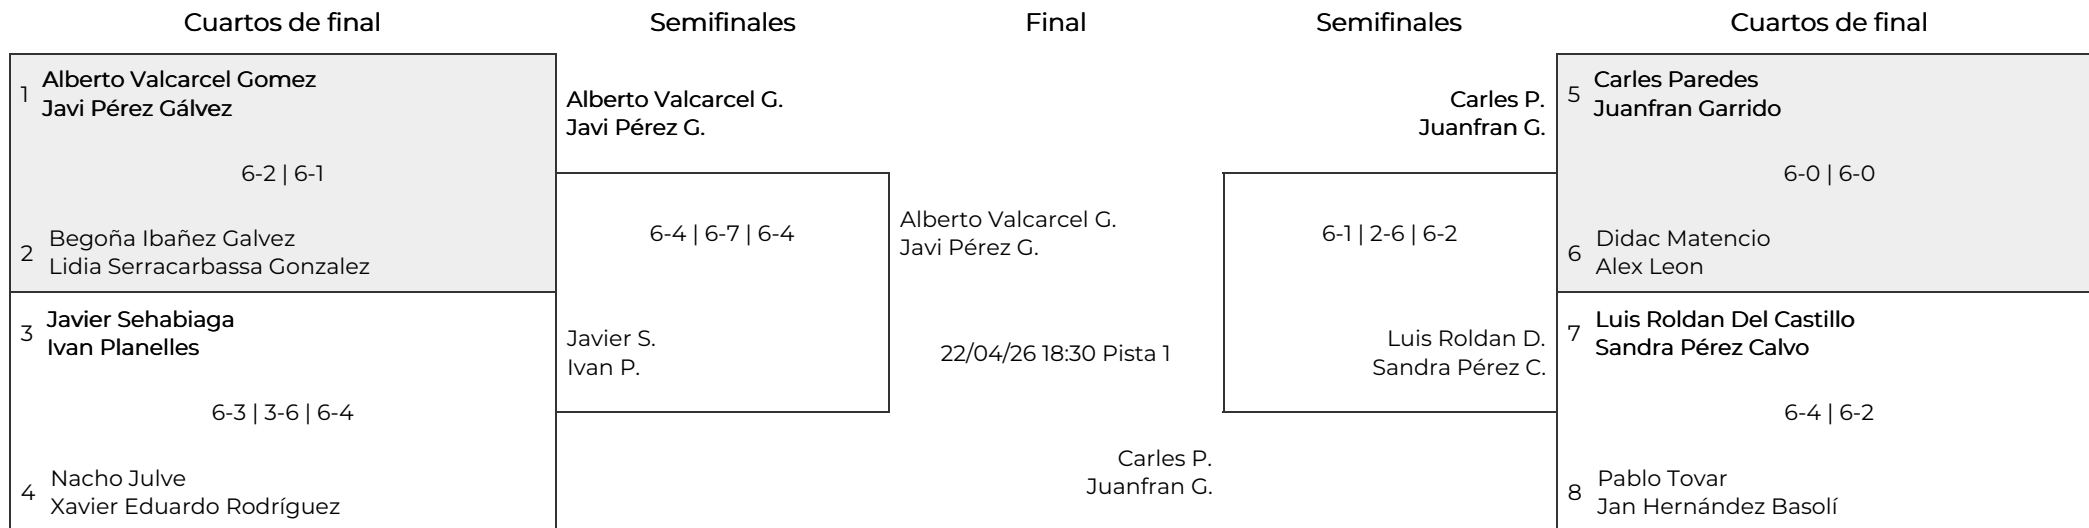 Cuartos de final
Semifinales
Final
Semifinales
Cuartos de final
1
Alberto Valcarcel Gomez
Javi Pérez Gálvez
6-2 | 6-1
2
Begoña Ibañez Galvez
Lidia Serracarbassa Gonzalez
3
Javier Sehabiaga
Ivan Planelles
6-3 | 3-6 | 6-4
4
Nacho Julve
Xavier Eduardo Rodríguez
Alberto Valcarcel G.
Javi Pérez G.
6-4 | 6-7 | 6-4
Javier S.
Ivan P.
Alberto Valcarcel G.
Javi Pérez G.
22/04/26 18:30 Pista 1
Carles P.
Juanfran G.
Carles P.
Juanfran G.
6-1 | 2-6 | 6-2
Luis Roldan D.
Sandra Pérez C.
5
Carles Paredes
Juanfran Garrido
6-0 | 6-0
6
Didac Matencio
Alex Leon
7
Luis Roldan Del Castillo
Sandra Pérez Calvo
6-4 | 6-2
8
Pablo Tovar
Jan Hernández Basolí